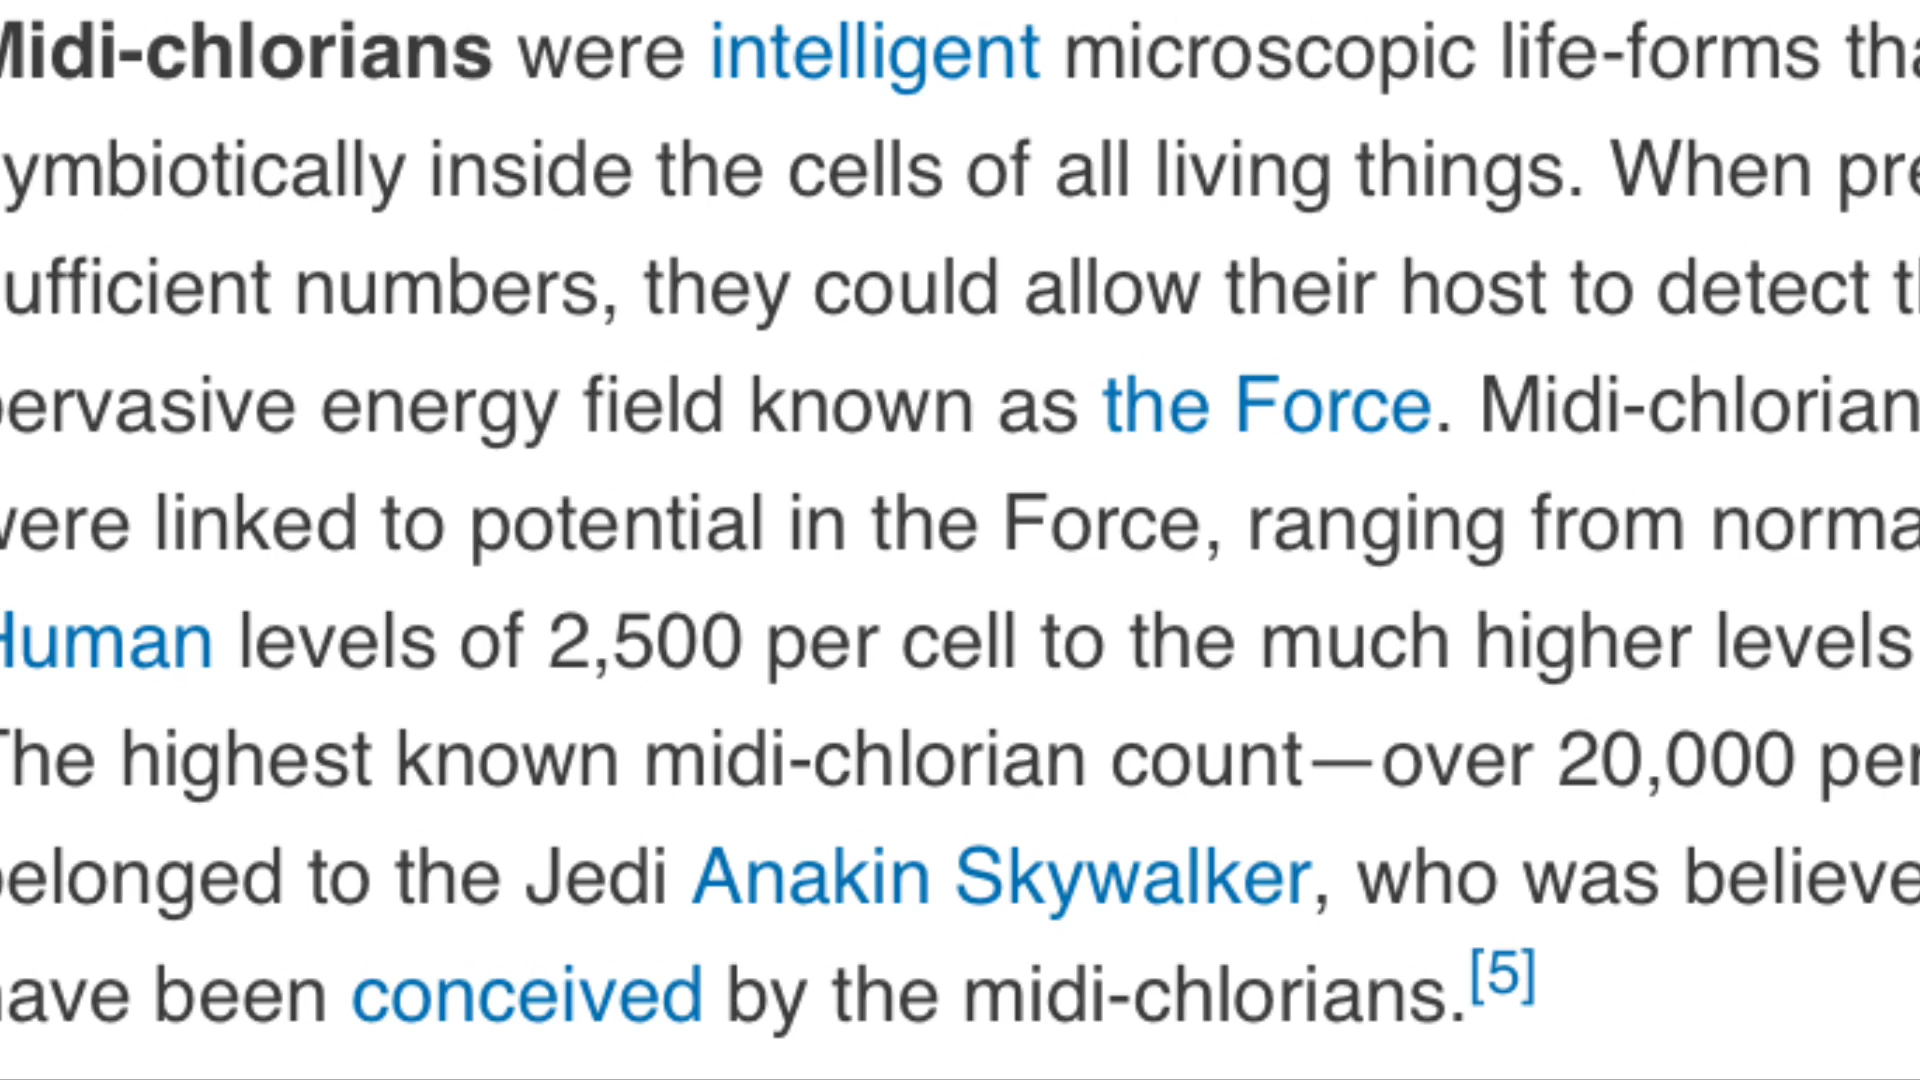 Midi-chlorians were intelligent microscopic life-forms tha
ymbiotically inside the cells of all living things. When pre
ufficient numbers, they could allow their host to detect th
pervasive energy field known as the Force. Midi-chlorian
were linked to potential in the Force, ranging from norma
Human levels of 2,500 per cell to the much higher levels
The highest known midi-chlorian count—over 20,000 per
belonged to the Jedi Anakin Skywalker, who was believe
have been conceived by the midi-chlorians.[5]